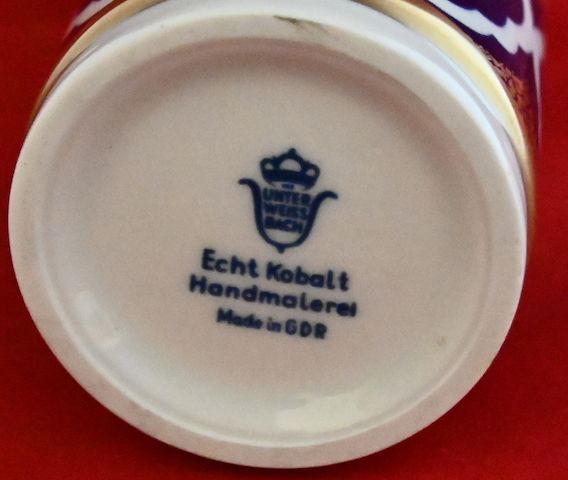 UNTER
WEISS
BACH
Echt Kobalt
Handmalerei
Made in GDR